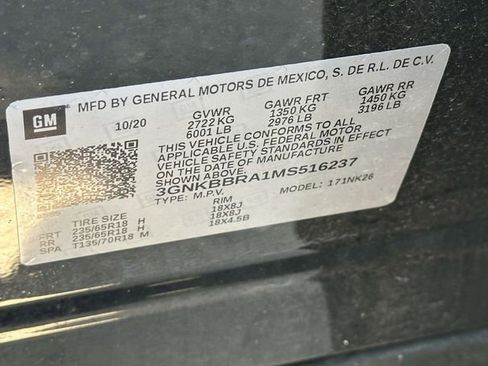 GM
MFD BY GENERAL MOTORS DE MEXICO, S. DE R.L. DE C.V.
10/20 GVWR GAWR FRT GAWR RR
2722 KG 1350 KG 1450 KG
6001 LB 2976 LB 3196 LB
THIS VEHICLE CONFORMS TO ALL
APPLICABLE U.S. FEDERAL MOTOR
VEHICLE SAFETY STANDARDS IN EFFECT
ON THE DATE OF MANUFACTURE
SHOWN ABOVE.
3GNKBBRA1MS516237
TYPE: M.P.V. MODEL: 171NK26
TIRE SIZE RIM
FRT 235/65R18 H 18X8J
RR 235/65R18 H 18X8J
SPA T135/70R18 M 18X4.5B